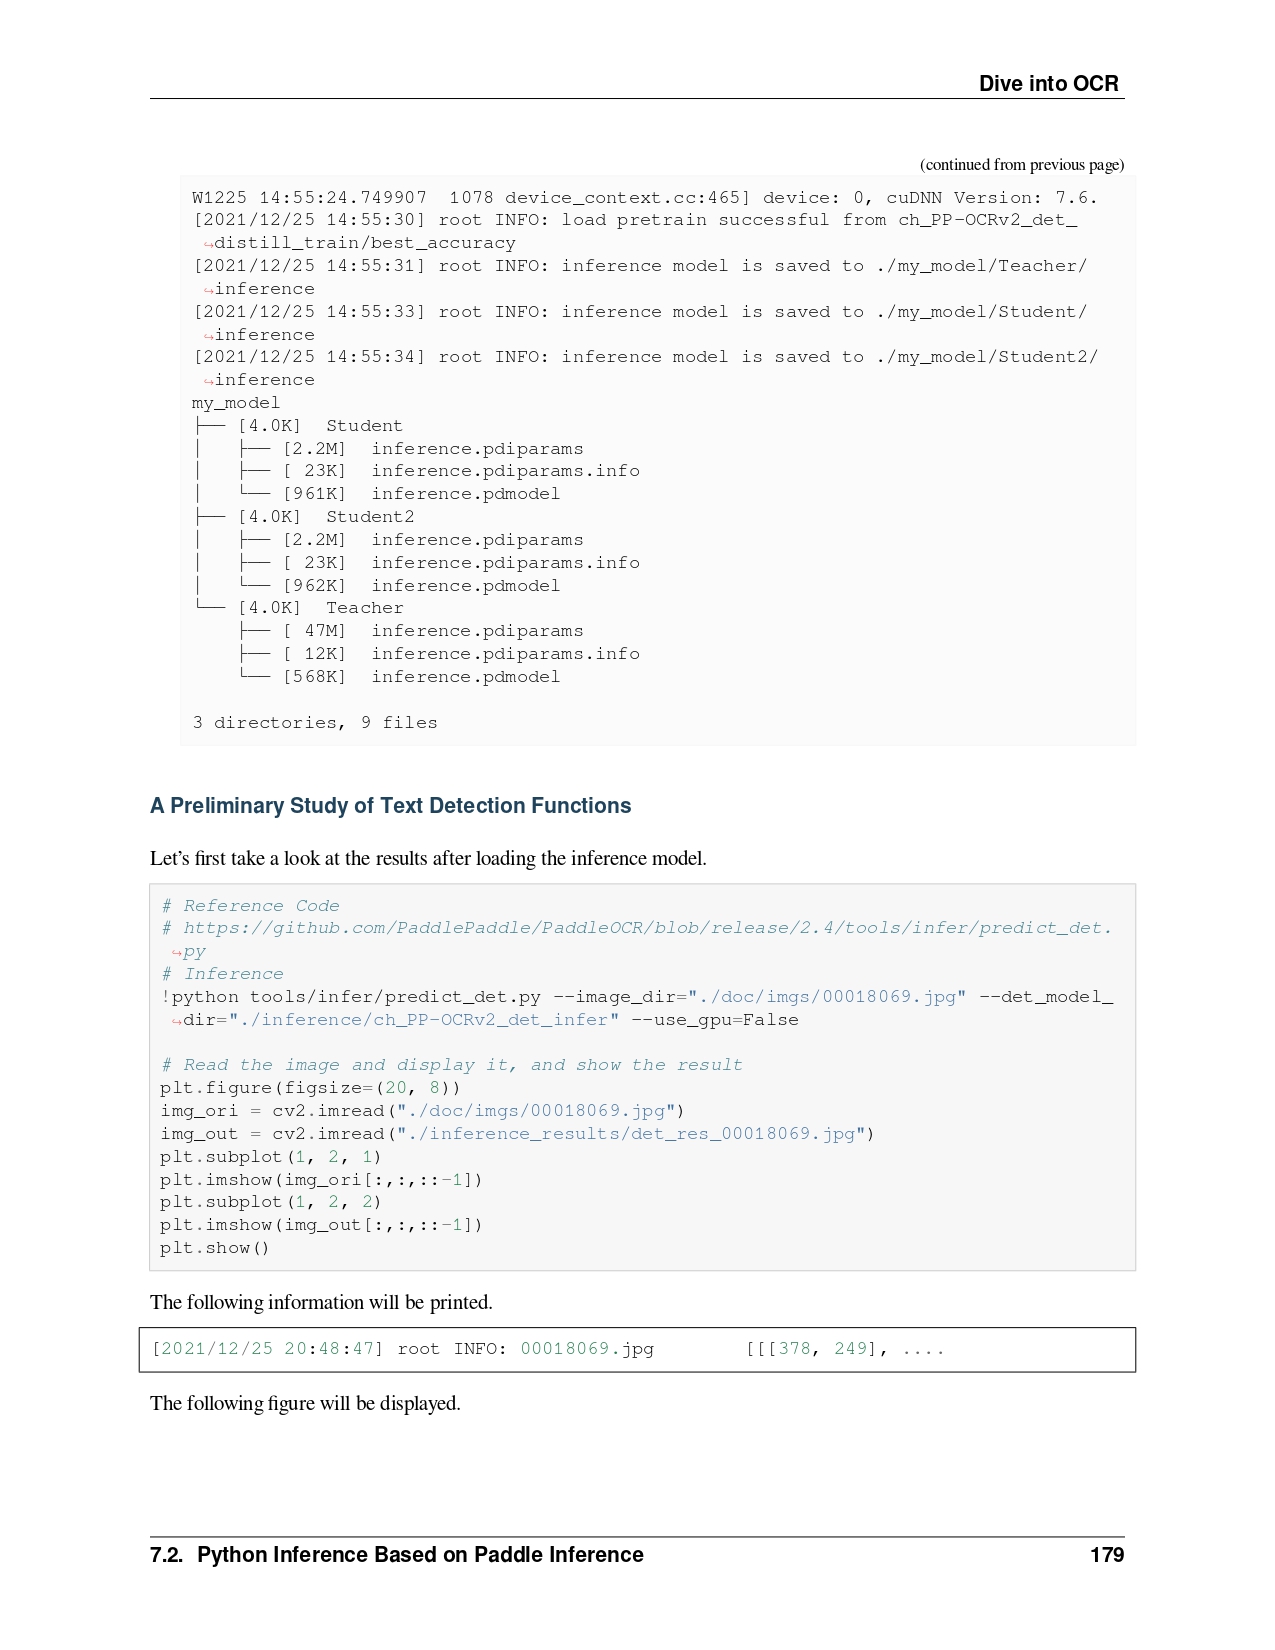 Dive into OCR
(continued from previous page)
W1225 14:55:24.749907  1078 device_context.cc:465] device: 0, cuDNN Version: 7.6.
[2021/12/25 14:55:30] root INFO: load pretrain successful from ch_PP-OCRv2_det_
↪distill_train/best_accuracy
[2021/12/25 14:55:31] root INFO: inference model is saved to ./my_model/Teacher/
↪inference
[2021/12/25 14:55:33] root INFO: inference model is saved to ./my_model/Student/
↪inference
[2021/12/25 14:55:34] root INFO: inference model is saved to ./my_model/Student2/
↪inference
my_model
├── [4.0K]  Student
│   ├── [2.2M]  inference.pdiparams
│   ├── [ 23K]  inference.pdiparams.info
│   └── [961K]  inference.pdmodel
├── [4.0K]  Student2
│   ├── [2.2M]  inference.pdiparams
│   ├── [ 23K]  inference.pdiparams.info
│   └── [962K]  inference.pdmodel
└── [4.0K]  Teacher
    ├── [ 47M]  inference.pdiparams
    ├── [ 12K]  inference.pdiparams.info
    └── [568K]  inference.pdmodel
3 directories, 9 files
A Preliminary Study of Text Detection Functions
Let's first take a look at the results after loading the inference model.
# Reference Code
# https://github.com/PaddlePaddle/PaddleOCR/blob/release/2.4/tools/infer/predict_det.
↪py
# Inference
!python tools/infer/predict_det.py --image_dir="./doc/imgs/00018069.jpg" --det_model_
↪dir="./inference/ch_PP-OCRv2_det_infer" --use_gpu=False
# Read the image and display it, and show the result
plt.figure(figsize=(20, 8))
img_ori = cv2.imread("./doc/imgs/00018069.jpg")
img_out = cv2.imread("./inference_results/det_res_00018069.jpg")
plt.subplot(1, 2, 1)
plt.imshow(img_ori[:,:,::-1])
plt.subplot(1, 2, 2)
plt.imshow(img_out[:,:,::-1])
plt.show()
The following information will be printed.
[2021/12/25 20:48:47] root INFO: 00018069.jpg        [[[378, 249], ....
The following figure will be displayed.
7.2.  Python Inference Based on Paddle Inference 179